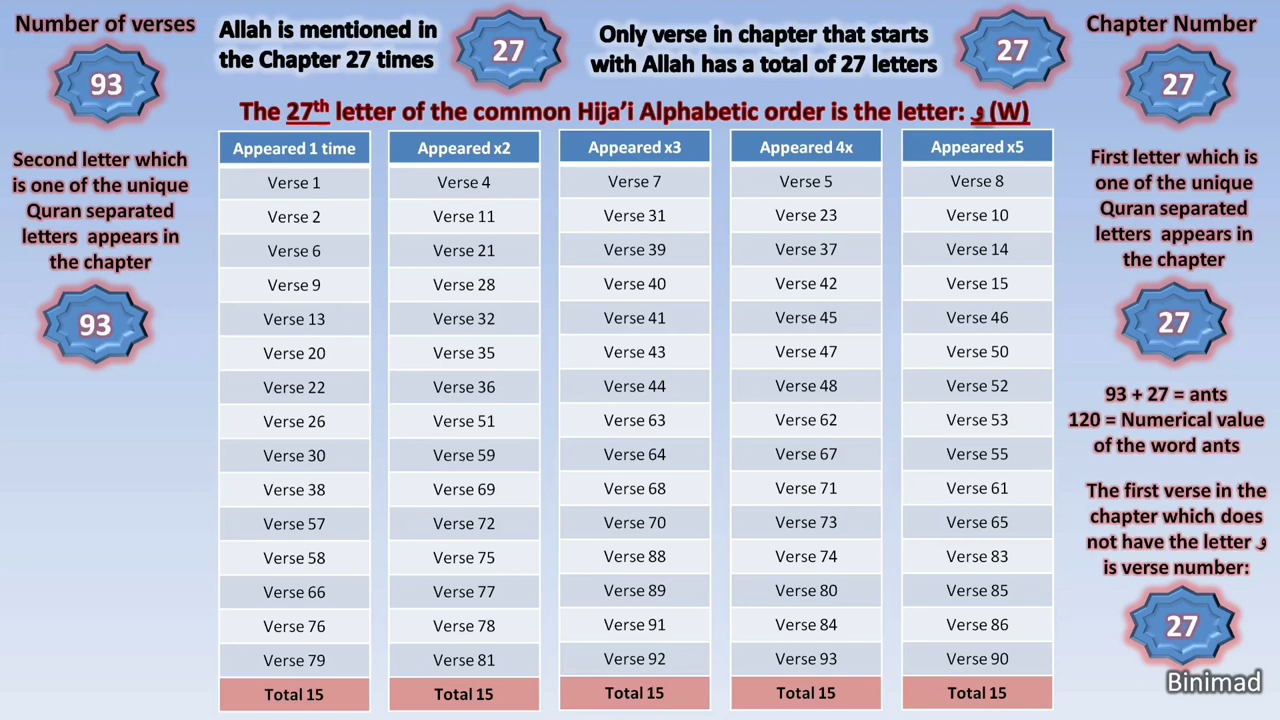 Number of verses
93
Second letter which
is one of the unique
Quran separated
letters appears in
the chapter
93
Allah is mentioned in
the Chapter 27 times
27
Only verse in chapter that starts
with Allah has a total of 27 letters
27
The 27th letter of the common Hija’i Alphabetic order is the letter: و (W)
Appeared 1 time Appeared x2 Appeared x3 Appeared 4x Appeared x5
Verse 1 Verse 4 Verse 7 Verse 5 Verse 8
Verse 2 Verse 11 Verse 31 Verse 23 Verse 10
Verse 6 Verse 21 Verse 39 Verse 37 Verse 14
Verse 9 Verse 28 Verse 40 Verse 42 Verse 15
Verse 13 Verse 32 Verse 41 Verse 45 Verse 46
Verse 20 Verse 35 Verse 43 Verse 47 Verse 50
Verse 22 Verse 36 Verse 44 Verse 48 Verse 52
Verse 26 Verse 51 Verse 63 Verse 62 Verse 53
Verse 30 Verse 59 Verse 64 Verse 67 Verse 55
Verse 38 Verse 69 Verse 68 Verse 71 Verse 61
Verse 57 Verse 72 Verse 70 Verse 73 Verse 65
Verse 58 Verse 75 Verse 88 Verse 74 Verse 83
Verse 66 Verse 77 Verse 89 Verse 80 Verse 85
Verse 76 Verse 78 Verse 91 Verse 84 Verse 86
Verse 79 Verse 81 Verse 92 Verse 93 Verse 90
Total 15 Total 15 Total 15 Total 15 Total 15
Chapter Number
27
First letter which is
one of the unique
Quran separated
letters appears in
the chapter
27
93 + 27 = ants
120 = Numerical value
of the word ants
The first verse in the
chapter which does
not have the letter و
is verse number:
27
Binimad